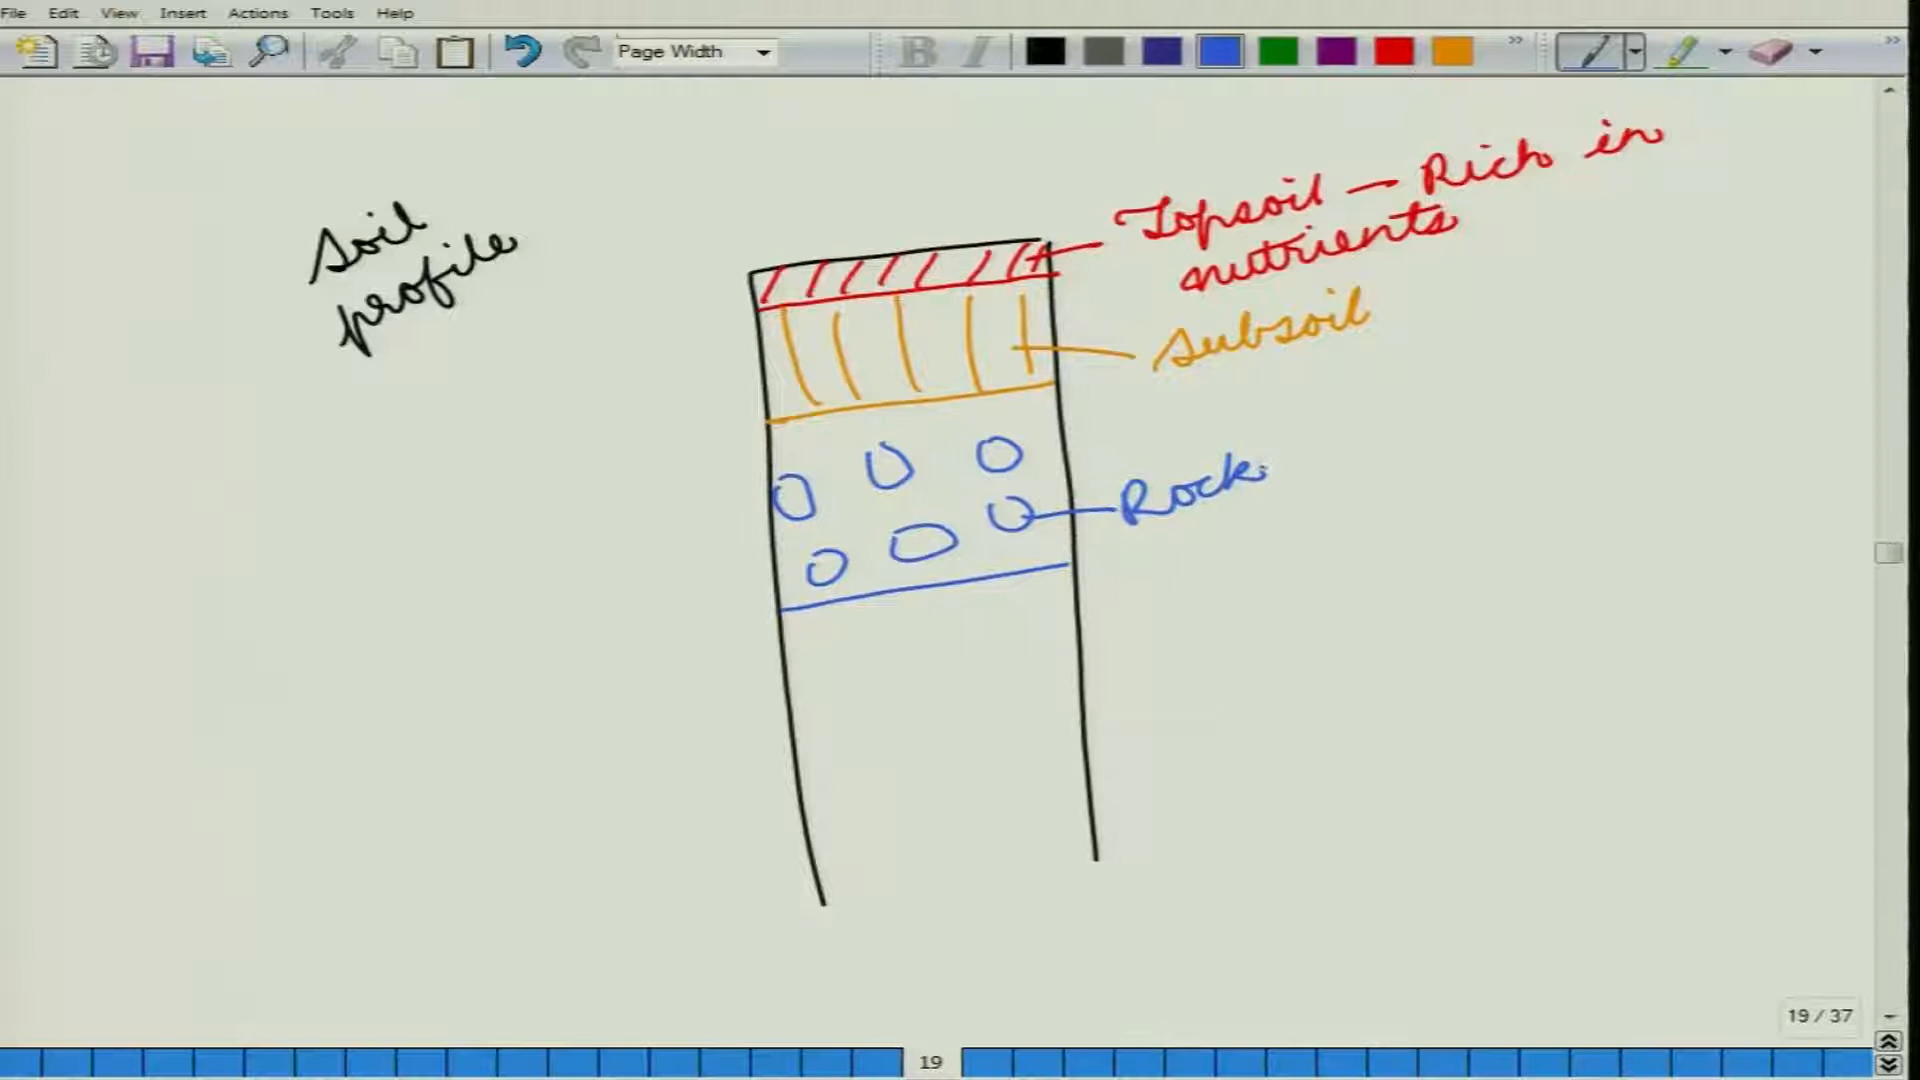 File Edit View Insert Actions Tools Help
Page Width
B I
Soil
profile
Topsoil — Rich in
nutrients
Subsoil
Rock
19 / 37
19